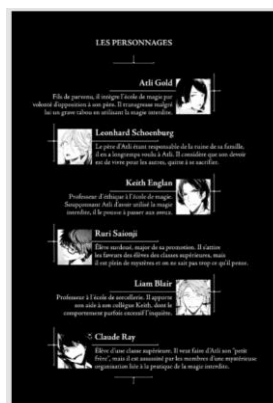 LES PERSONNAGES
Atli Gold
Fils de parvenu, il intègre l'école de magie par
volonté d'opposition à son père. Il transgresse malgré
lui un grave tabou en utilisant la magie interdite.
Leonhard Schoenburg
Le père d'Atli étant responsable de la ruine de sa famille,
il en a longtemps voulu à Atli. Il considère que son devoir
est de vivre pour les autres, quitte à se sacrifier.
Keith Englan
Professeur d'éthique à l'école de magie.
Soupçonnant Atli d'avoir utilisé la magie
interdite, il le pousse à passer aux aveux.
Ruri Saionji
Élève surdoué, major de sa promotion. Il s'attire
les faveurs des élèves des classes supérieures, mais
il est plein de mystères et on ne sait pas trop ce qu'il pense.
Liam Blair
Professeur à l'école de sorcellerie. Il apporte
son aide à son collègue Keith, dont le
comportement parfois excessif l'inquiète.
Claude Ray
Élève d'une classe supérieure. Il veut faire d'Atli son "petit
frère", mais il est assassiné par les membres d'une mystérieuse
organisation liée à la pratique de la magie interdite.